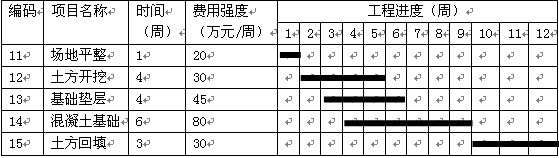 编码 项目名称 时间（周） 费用强度（万元/周） 工程进度（周）
1 2 3 4 5 6 7 8 9 10 11 12
11 场地平整 1 20
12 土方开挖 4 30
13 基础垫层 4 45
14 混凝土基础 6 80
15 土方回填 3 30